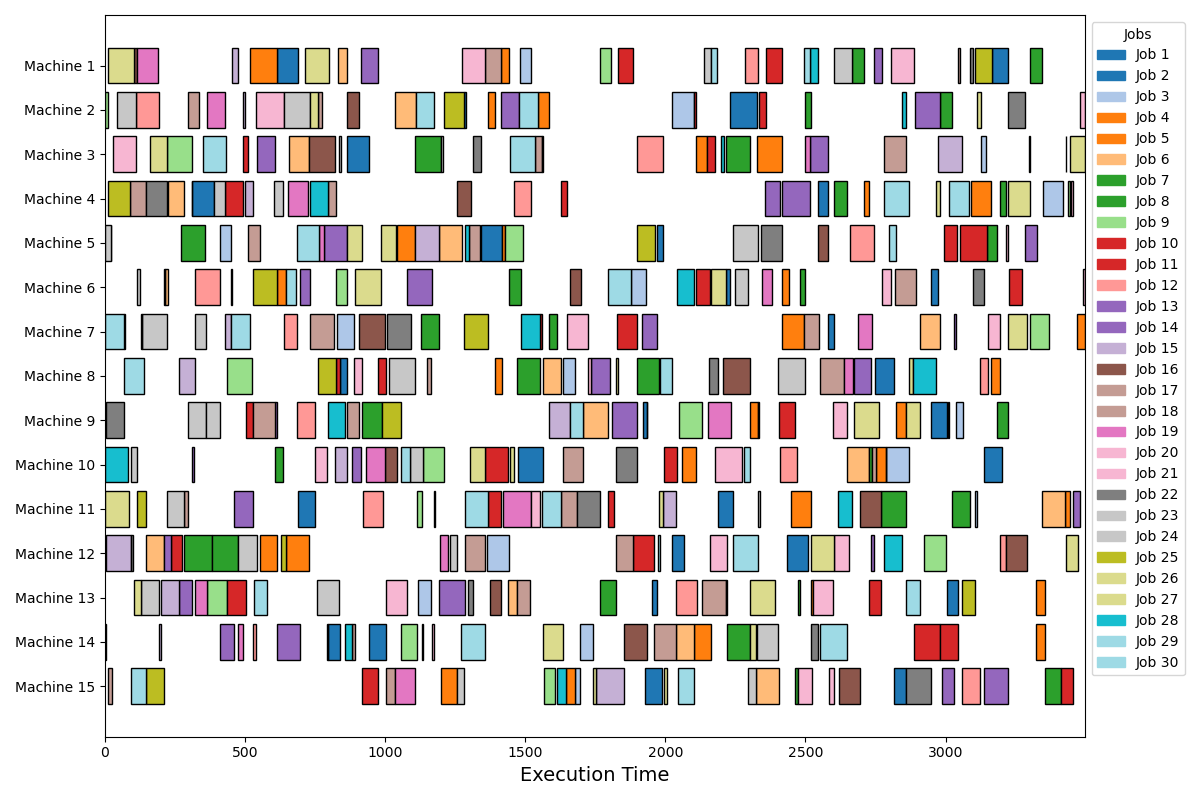 Machine 1
Machine 2
Machine 3
Machine 4
Machine 5
Machine 6
Machine 7
Machine 8
Machine 9
Machine 10
Machine 11
Machine 12
Machine 13
Machine 14
Machine 15
0 500 1000 1500 2000 2500 3000
Execution Time
Jobs
Job 1
Job 2
Job 3
Job 4
Job 5
Job 6
Job 7
Job 8
Job 9
Job 10
Job 11
Job 12
Job 13
Job 14
Job 15
Job 16
Job 17
Job 18
Job 19
Job 20
Job 21
Job 22
Job 23
Job 24
Job 25
Job 26
Job 27
Job 28
Job 29
Job 30